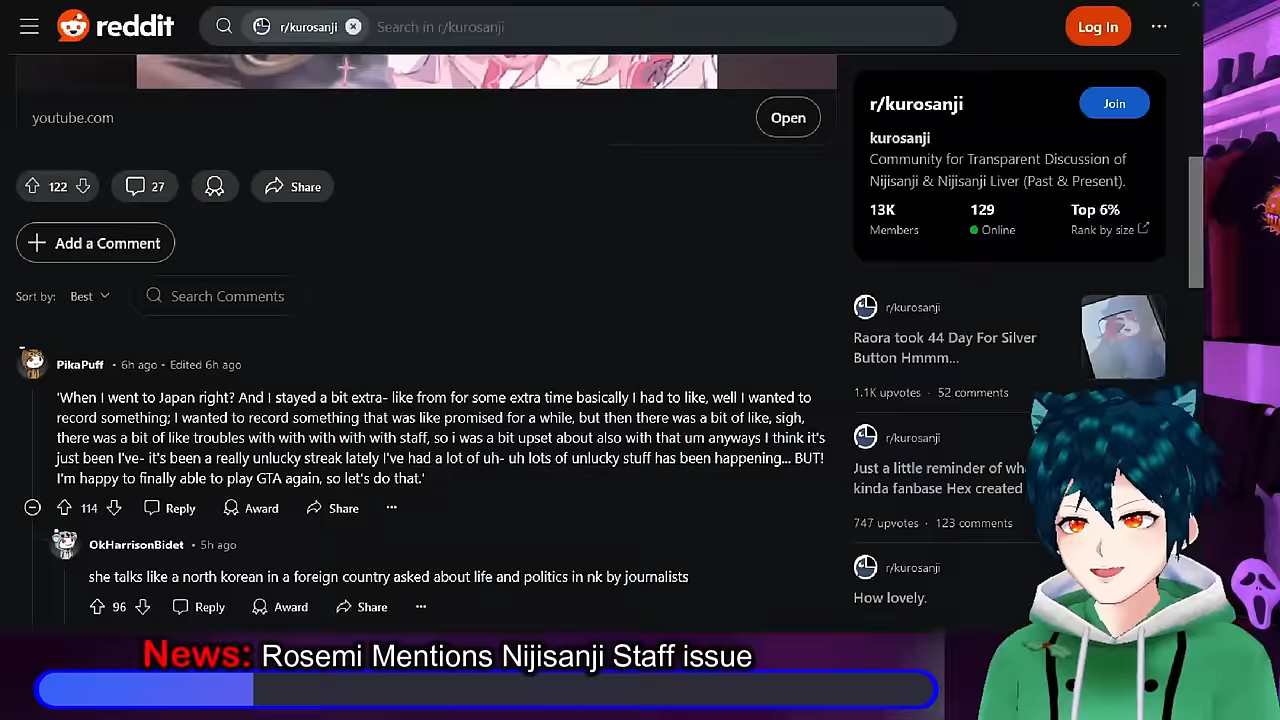 reddit
r/kurosanji
Search in r/kurosanji
Log In
youtube.com
Open
122
27
Share
Add a Comment
Sort by:
Best
Search Comments
PikaPuff • 6h ago • Edited 6h ago
'When I went to Japan right? And I stayed a bit extra- like from for some extra time basically I had to like, well I wanted to
record something; I wanted to record something that was like promised for a while, but then there was a bit of like, sigh,
there was a bit of like troubles with with with with with staff, so i was a bit upset about also with that um anyways I think it's
just been I've- it's been a really unlucky streak lately I've had a lot of uh- uh lots of unlucky stuff has been happening... BUT!
I'm happy to finally able to play GTA again, so let's do that.'
114
Reply
Award
Share
OkHarrisonBidet • 5h ago
she talks like a north korean in a foreign country asked about life and politics in nk by journalists
96
Reply
Award
Share
r/kurosanji
Join
kurosanji
Community for Transparent Discussion of
Nijisanji & Nijisanji Liver (Past & Present).
13K
129
Top 6%
Members
Online
Rank by size
r/kurosanji
Raora took 44 Day For Silver
Button Hmmm...
1.1K upvotes • 52 comments
r/kurosanji
Just a little reminder of
kinda fanbase Hex created
747 upvotes • 123 comments
r/kurosanji
How lovely.
News: Rosemi Mentions Nijisanji Staff issue